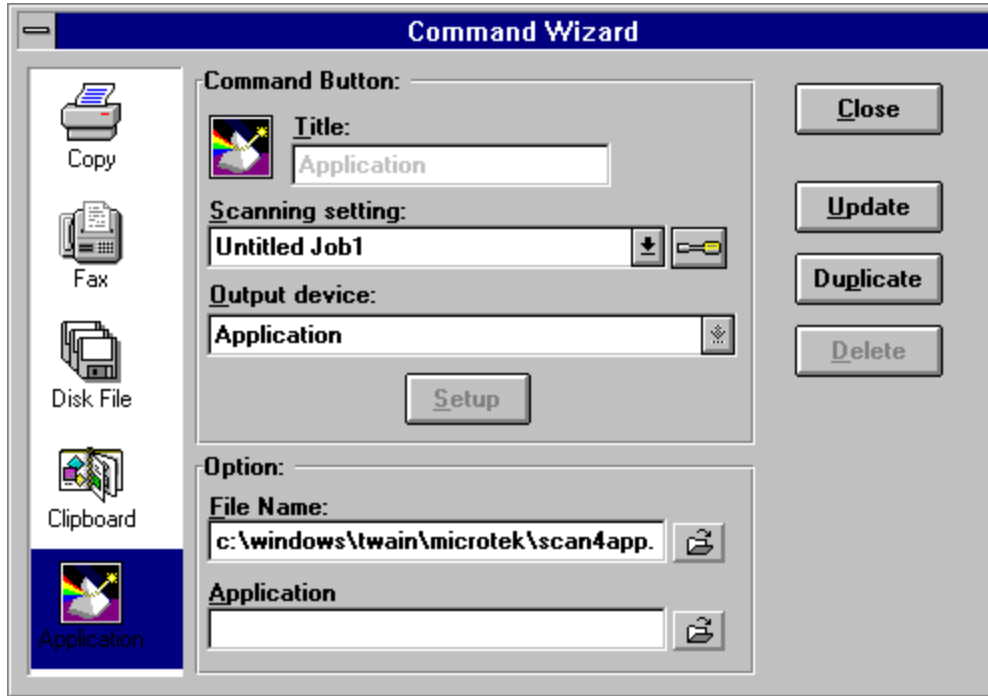 Command Wizard
Copy
Fax
Disk File
Clipboard
Application
Command Button:
Title:
Application
Scanning setting:
Untitled Job1
Output device:
Application
Setup
Option:
File Name:
c:\windows\twain\microtek\scan4app.
Application
Close
Update
Duplicate
Delete